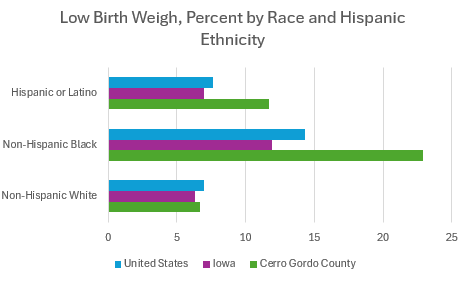 Low Birth Weigh, Percent by Race and Hispanic
Ethnicity
Hispanic or Latino
Non-Hispanic Black
Non-Hispanic White
0 5 10 15 20 25
United States Iowa Cerro Gordo County